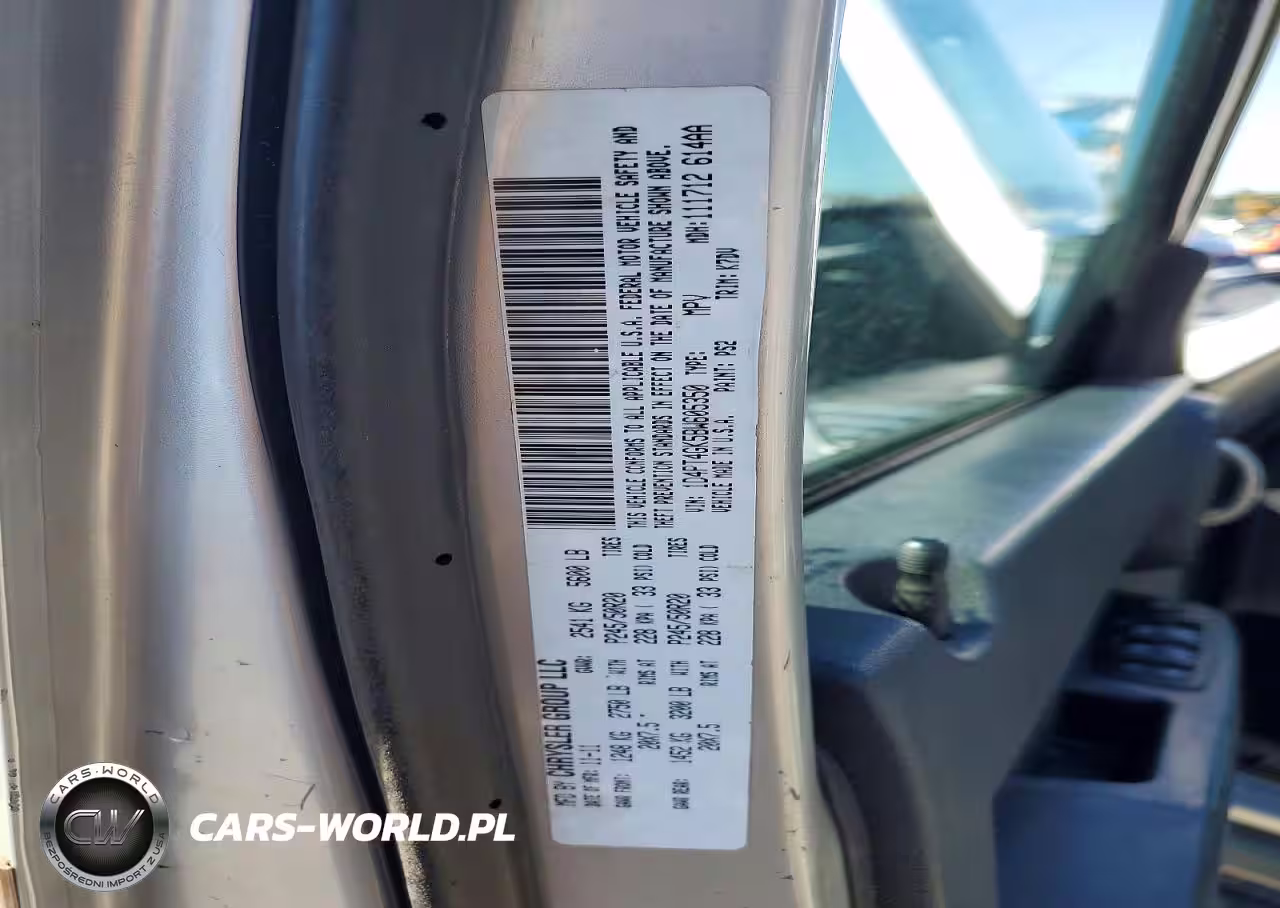 MFD BY CHRYSLER GROUP LLC
DATE OF MFR: 11-11 GVWR: 2541 KG 5600 LB
GAWR FRONT: 1248 KG 2750 LB WITH P245/50R20 TIRES
20X7.5" RIMS AT 228 KPA( 33 PSI) COLD
GAWR REAR: 1452 KG 3200 LB WITH P245/50R20 TIRES
20X7.5 RIMS AT 228 KPA( 33 PSI) COLD
THIS VEHICLE CONFORMS TO ALL APPLICABLE U.S.A. FEDERAL MOTOR VEHICLE SAFETY AND
THEFT PREVENTION STANDARDS IN EFFECT ON THE DATE OF MANUFACTURE SHOWN ABOVE.
VIN: 1D4PT4GK5BW605350 TYPE: MPV MDH:111712 614AA
VEHICLE MADE IN U.S.A. PAINT: PS2 TRIM: K7DV
CARS-WORLD
CW
BEZPOŚREDNI IMPORT Z USA
CARS-WORLD.PL